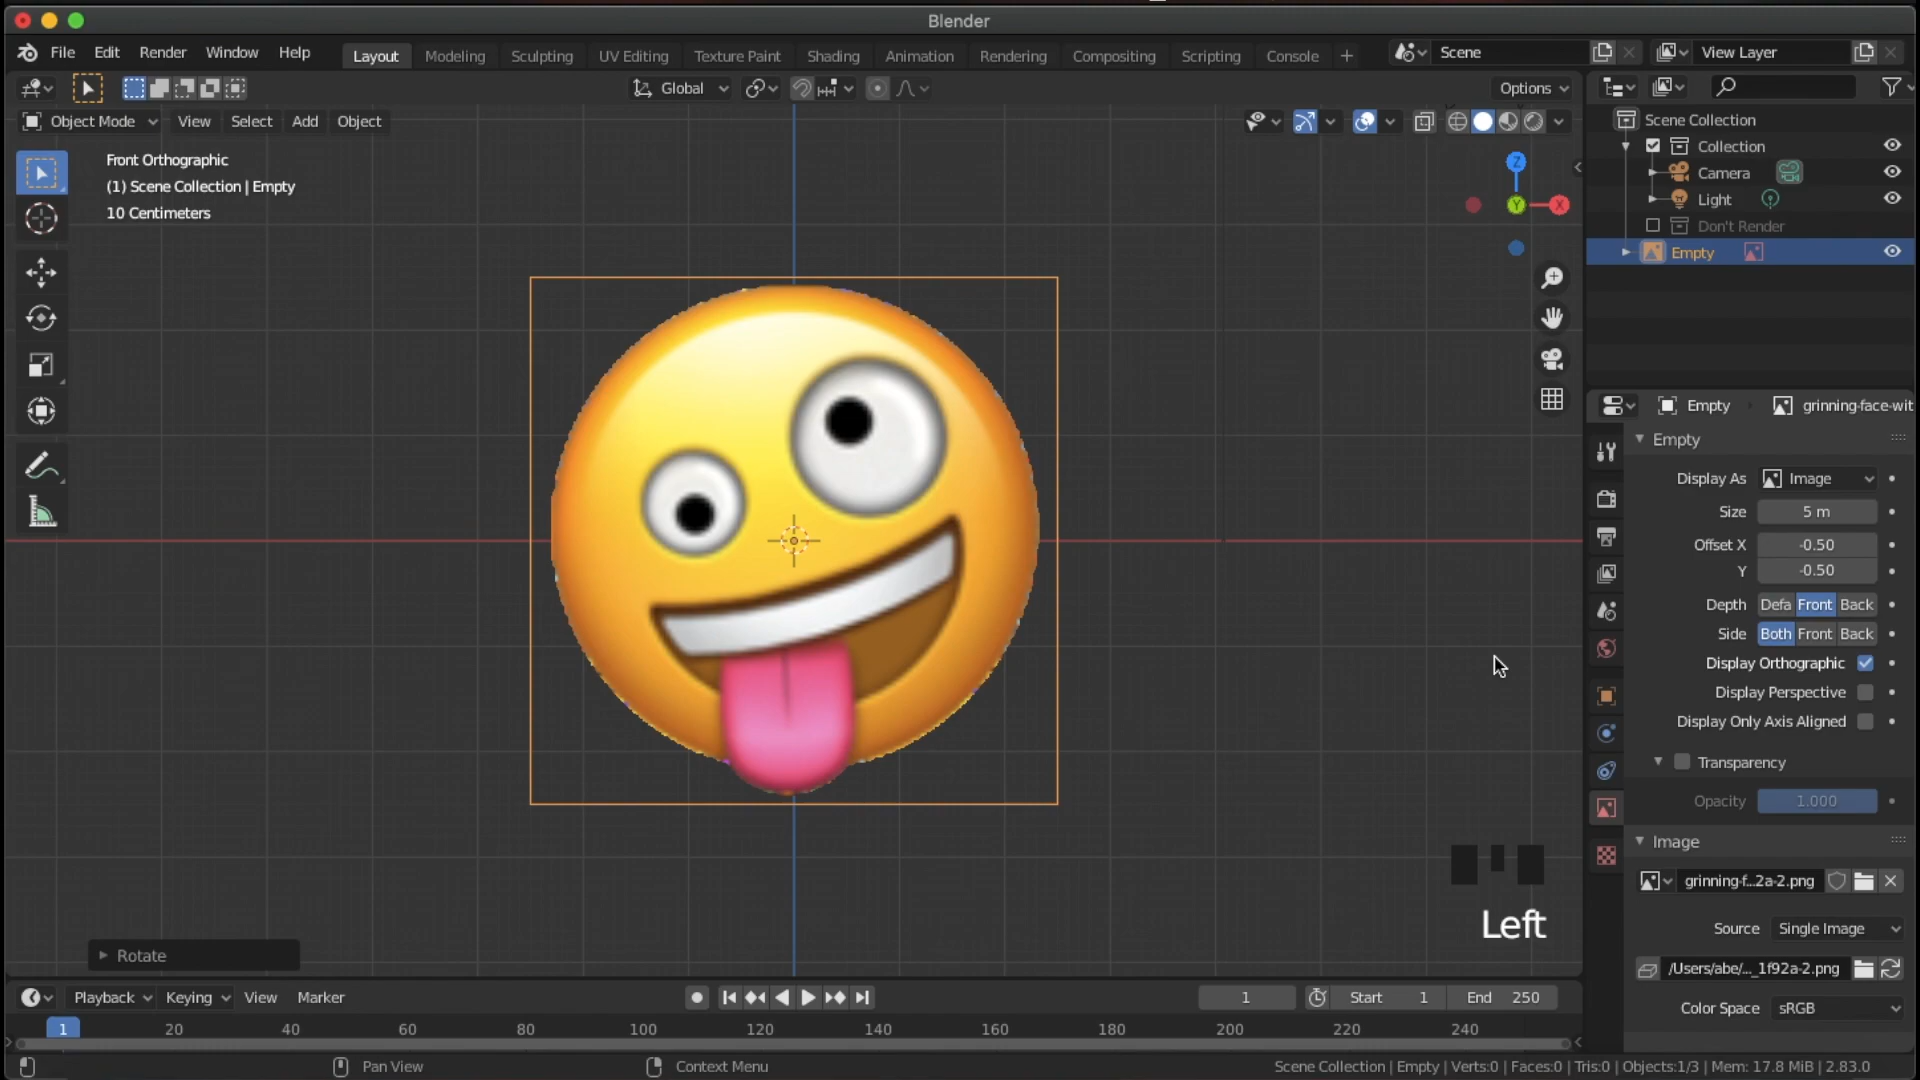 Blender
File Edit Render Window Help Layout Modeling Sculpting UV Editing Texture Paint Shading Animation Rendering Compositing Scripting Console + Scene View Layer
Global Options
Object Mode View Select Add Object
Front Orthographic
(1) Scene Collection | Empty
10 Centimeters
Z
Y
X
Scene Collection
Collection
Camera
Light
Don't Render
Empty
Empty grinning-face-wit
Empty
Display As Image
Size 5 m
Offset X -0.50
Y -0.50
Depth Defa Front Back
Side Both Front Back
Display Orthographic
Display Perspective
Display Only Axis Aligned
Transparency
Opacity 1.000
Image
grinning-f...2a-2.png
Source Single Image
/Users/abe/..._1f92a-2.png
Color Space sRGB
Left
Rotate
Playback Keying View Marker 1 Start 1 End 250
1 20 40 60 80 100 120 140 160 180 200 220 240
Pan View Context Menu Scene Collection | Empty | Verts:0 | Faces:0 | Tris:0 | Objects:1/3 | Mem: 17.8 MiB | 2.83.0